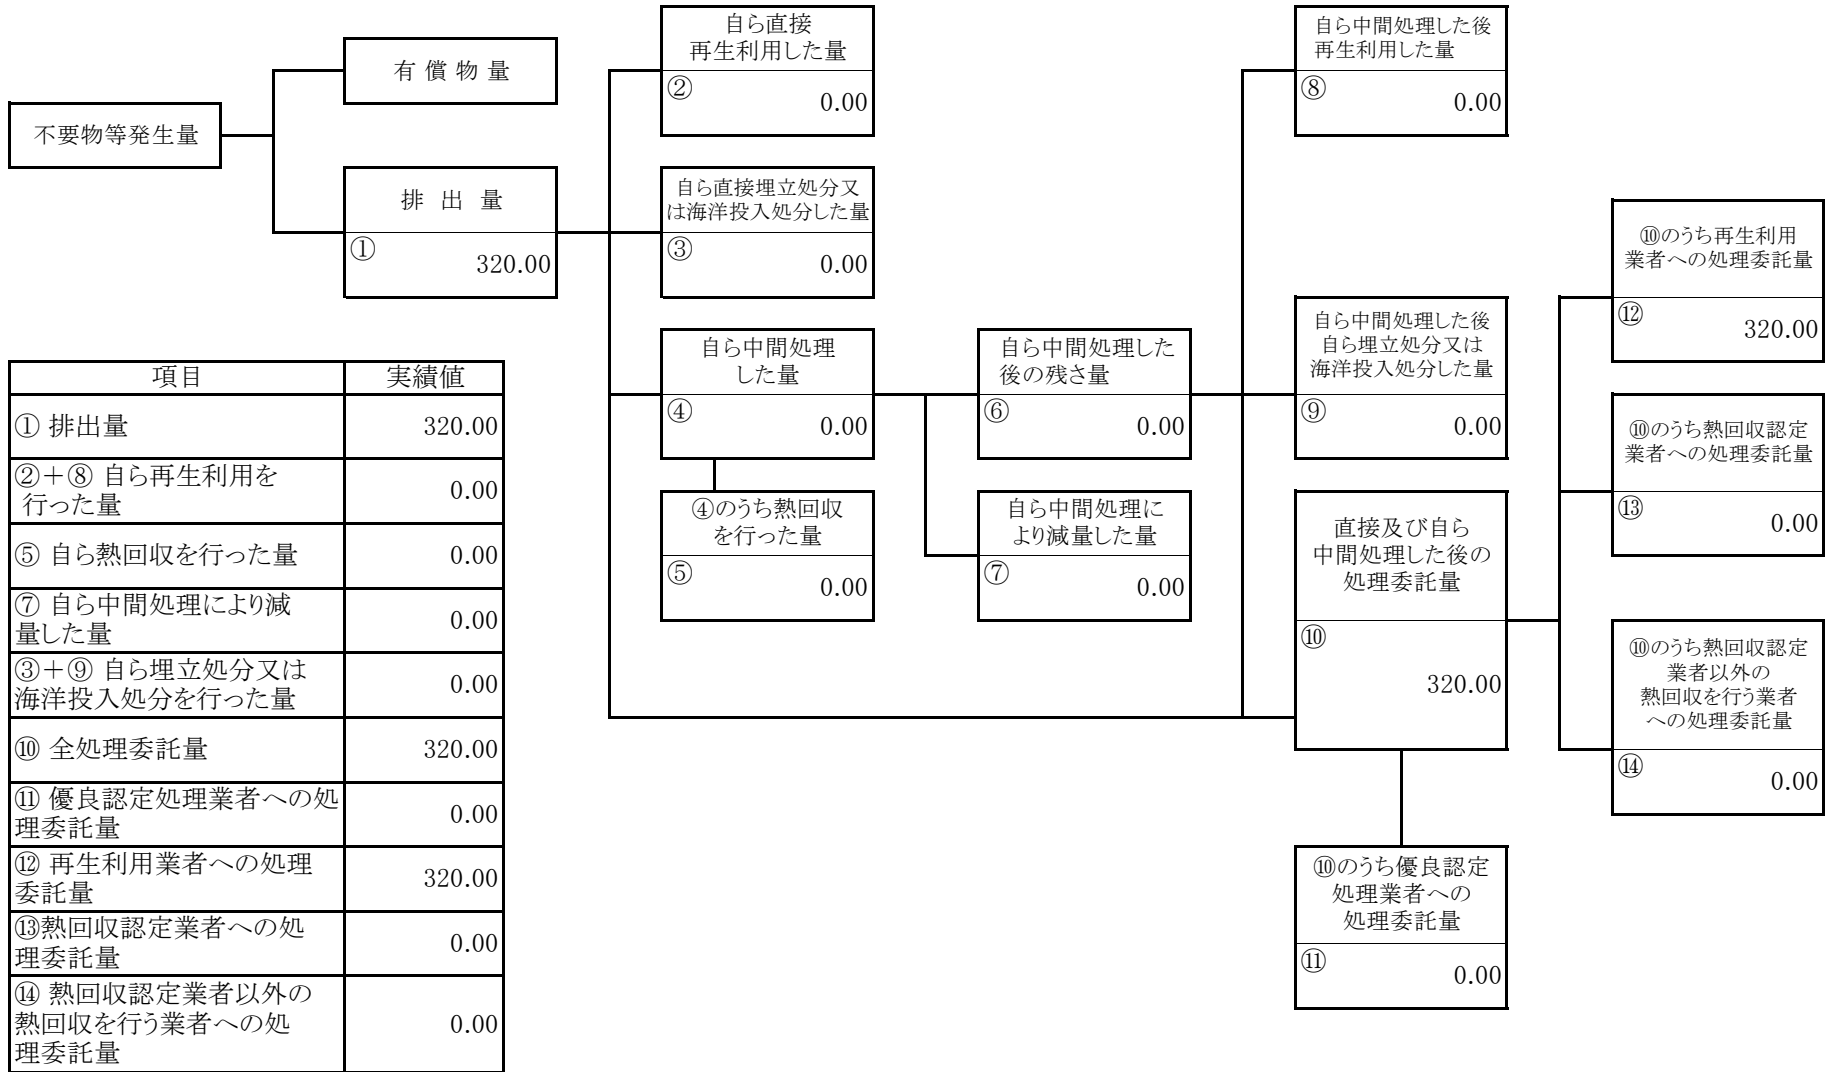 不要物等発生量
有 償 物 量
排 出 量
①
320.00
自ら直接
再生利用した量
②
0.00
自ら直接埋立処分又
は海洋投入処分した量
③
0.00
自ら中間処理
した量
④
0.00
④のうち熱回収
を行った量
⑤
0.00
自ら中間処理した
後の残さ量
⑥
0.00
自ら中間処理に
より減量した量
⑦
0.00
自ら中間処理した後
再生利用した量
⑧
0.00
自ら中間処理した後
自ら埋立処分又は
海洋投入処分した量
⑨
0.00
直接及び自ら
中間処理した後の
処理委託量
⑩
320.00
⑩のうち優良認定
処理業者への
処理委託量
⑪
0.00
⑩のうち再生利用
業者への処理委託量
⑫
320.00
⑩のうち熱回収認定
業者への処理委託量
⑬
0.00
⑩のうち熱回収認定
業者以外の
熱回収を行う業者
への処理委託量
⑭
0.00
項目 実績値
① 排出量 320.00
②＋⑧ 自ら再生利用を
行った量 0.00
⑤ 自ら熱回収を行った量 0.00
⑦ 自ら中間処理により減
量した量 0.00
③＋⑨ 自ら埋立処分又は
海洋投入処分を行った量 0.00
⑩ 全処理委託量 320.00
⑪ 優良認定処理業者への処
理委託量 0.00
⑫ 再生利用業者への処理
委託量 320.00
⑬熱回収認定業者への処
理委託量 0.00
⑭ 熱回収認定業者以外の
熱回収を行う業者への処 0.00
理委託量